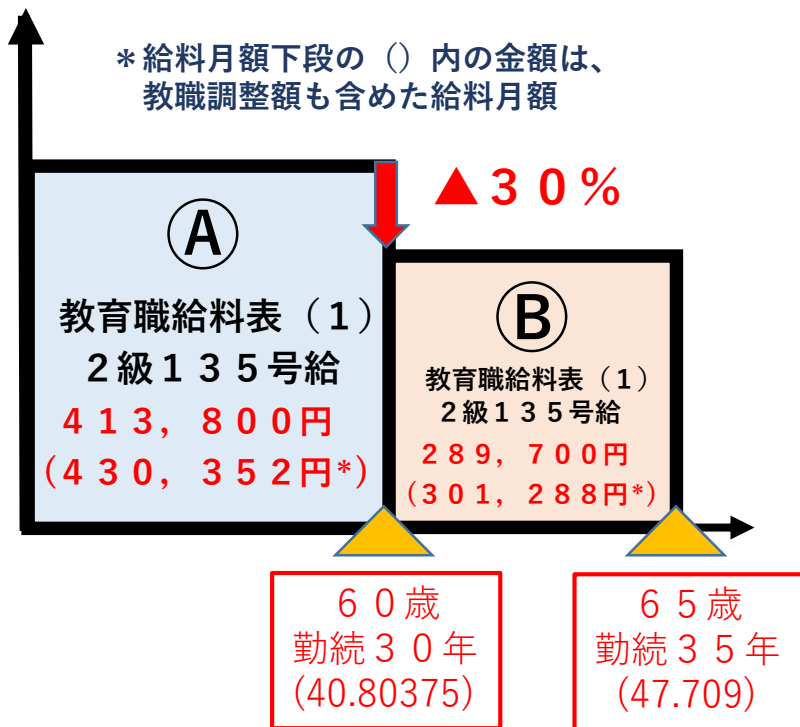 ＊給料月額下段の（）内の金額は、
教職調整額も含めた給料月額
▲３０％
Ⓐ
教育職給料表（１）
２級１３５号給
４１３，８００円
（４３０，３５２円*）
Ⓑ
教育職給料表（１）
２級１３５号給
２８９，７００円
（３０１，２８８円*）
６０歳
勤続３０年
(40.80375)
６５歳
勤続３５年
(47.709)